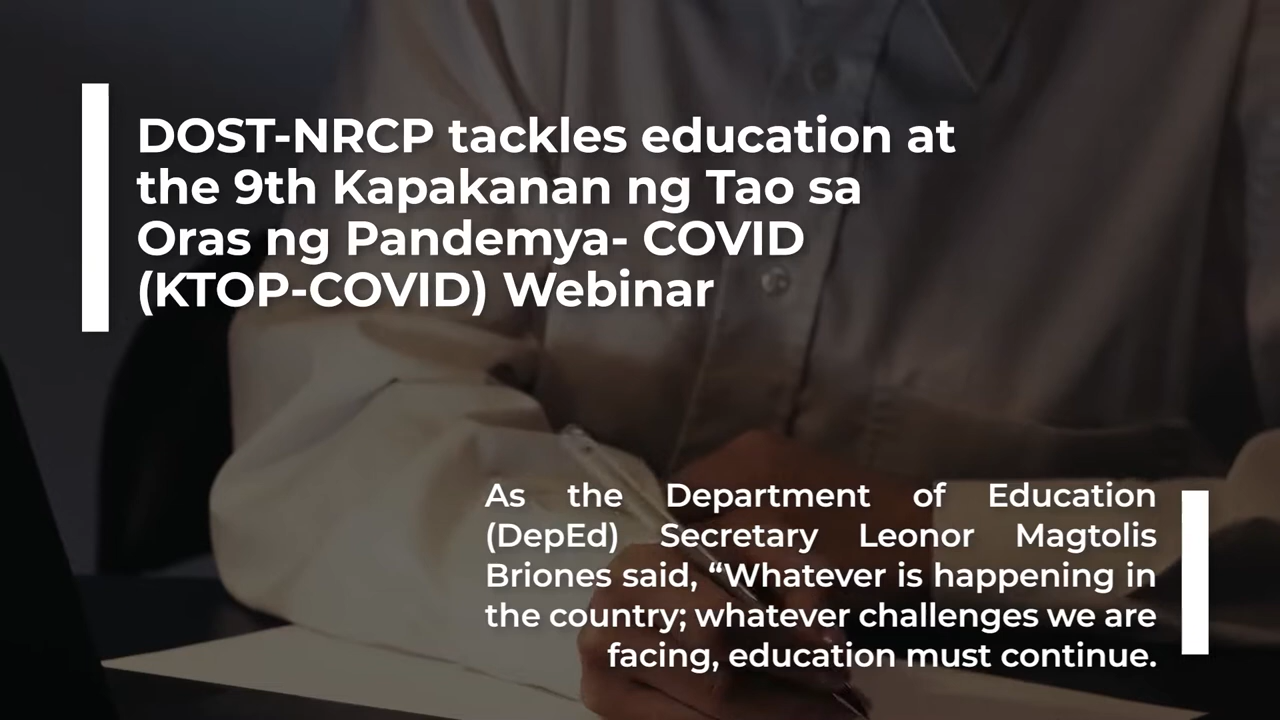 DOST-NRCP tackles education at
the 9th Kapakanan ng Tao sa
Oras ng Pandemya- COVID
(KTOP-COVID) Webinar
As the Department of Education
(DepEd) Secretary Leonor Magtolis
Briones said, “Whatever is happening in
the country; whatever challenges we are
facing, education must continue.